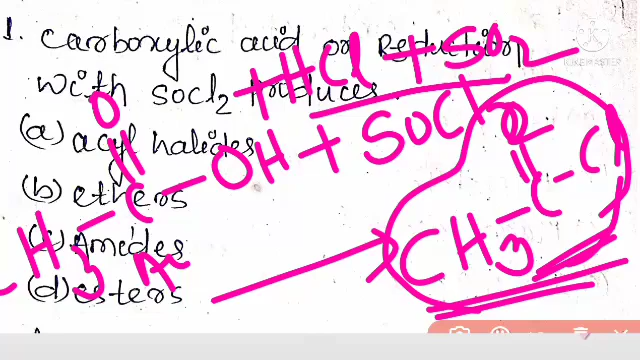 1. Carboxylic acid on Reduction
With SOCl2 produces
+HCl + SO2
(a) acyl halides
O
(b) ethers
CH3 – C – OH + SOCl2
(c) Amides
(d) esters
O
CH3 – C – Cl
KINEMASTER